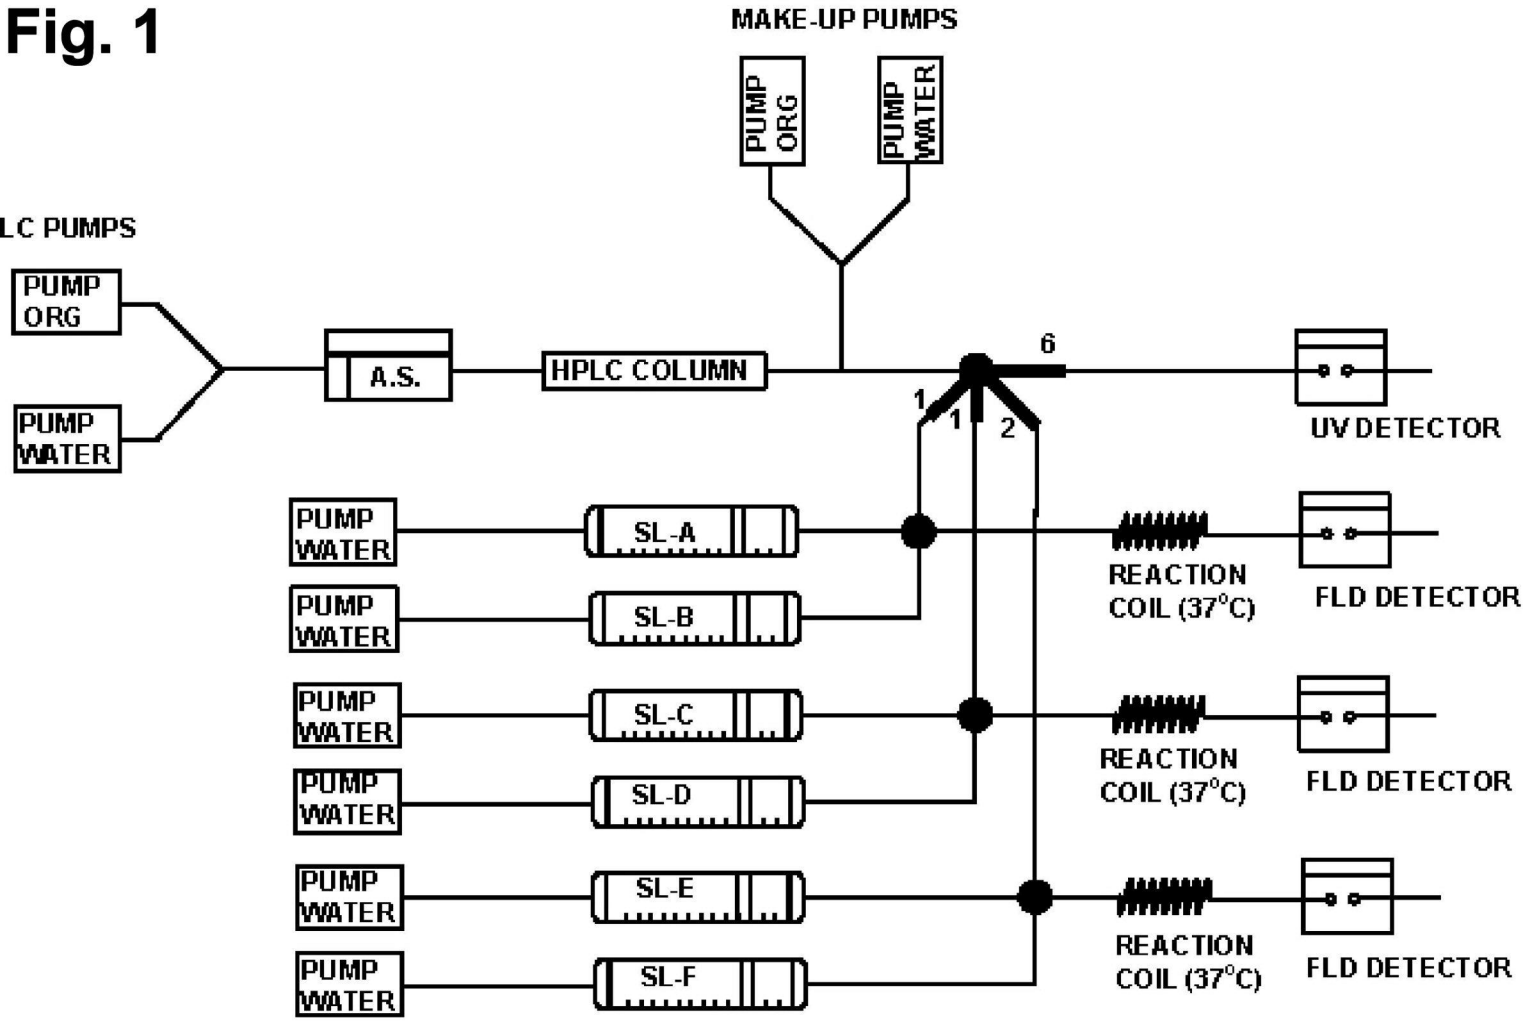 Fig. 1
MAKE-UP PUMPS
PUMP
ORG
PUMP
WATER
LC PUMPS
PUMP
ORG
PUMP
WATER
A.S.
HPLC COLUMN
6
1
1
2
UV DETECTOR
PUMP
WATER
SL-A
REACTION
COIL (37°C)
FLD DETECTOR
PUMP
WATER
SL-B
PUMP
WATER
SL-C
REACTION
COIL (37°C)
FLD DETECTOR
PUMP
WATER
SL-D
PUMP
WATER
SL-E
REACTION
COIL (37°C)
FLD DETECTOR
PUMP
WATER
SL-F